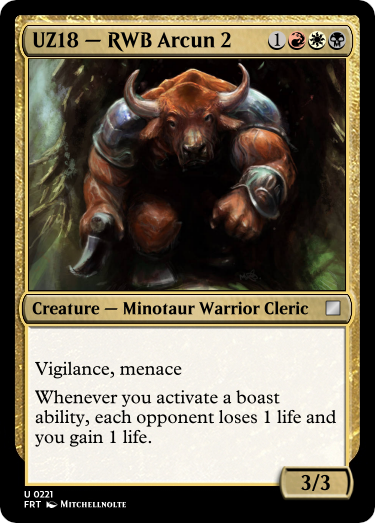 UZ18 — RWB Arcun 2 1
Creature — Minotaur Warrior Cleric
Vigilance, menace
Whenever you activate a boast
ability, each opponent loses 1 life and
you gain 1 life.
3/3
U 0221
FRT Mitchellnolte